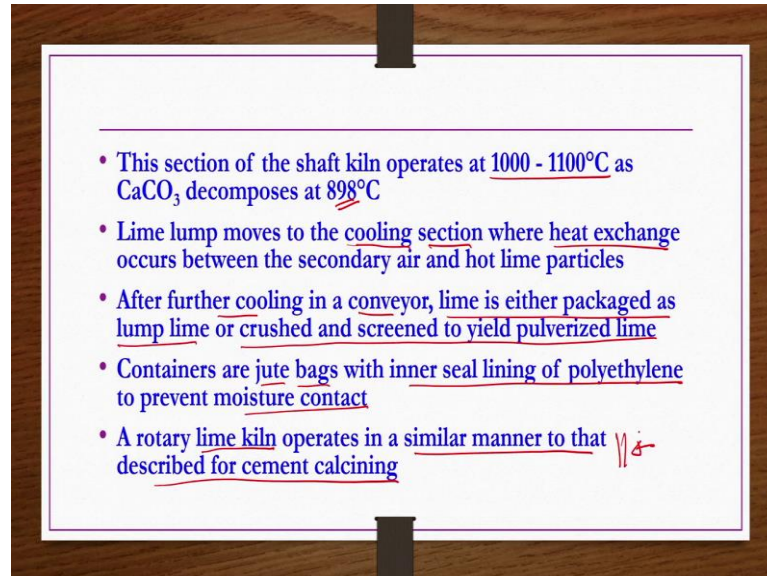 • This section of the shaft kiln operates at 1000 - 1100°C as
CaCO₃ decomposes at 898°C
• Lime lump moves to the cooling section where heat exchange
occurs between the secondary air and hot lime particles
• After further cooling in a conveyor, lime is either packaged as
lump lime or crushed and screened to yield pulverized lime
• Containers are jute bags with inner seal lining of polyethylene
to prevent moisture contact
• A rotary lime kiln operates in a similar manner to that
described for cement calcining